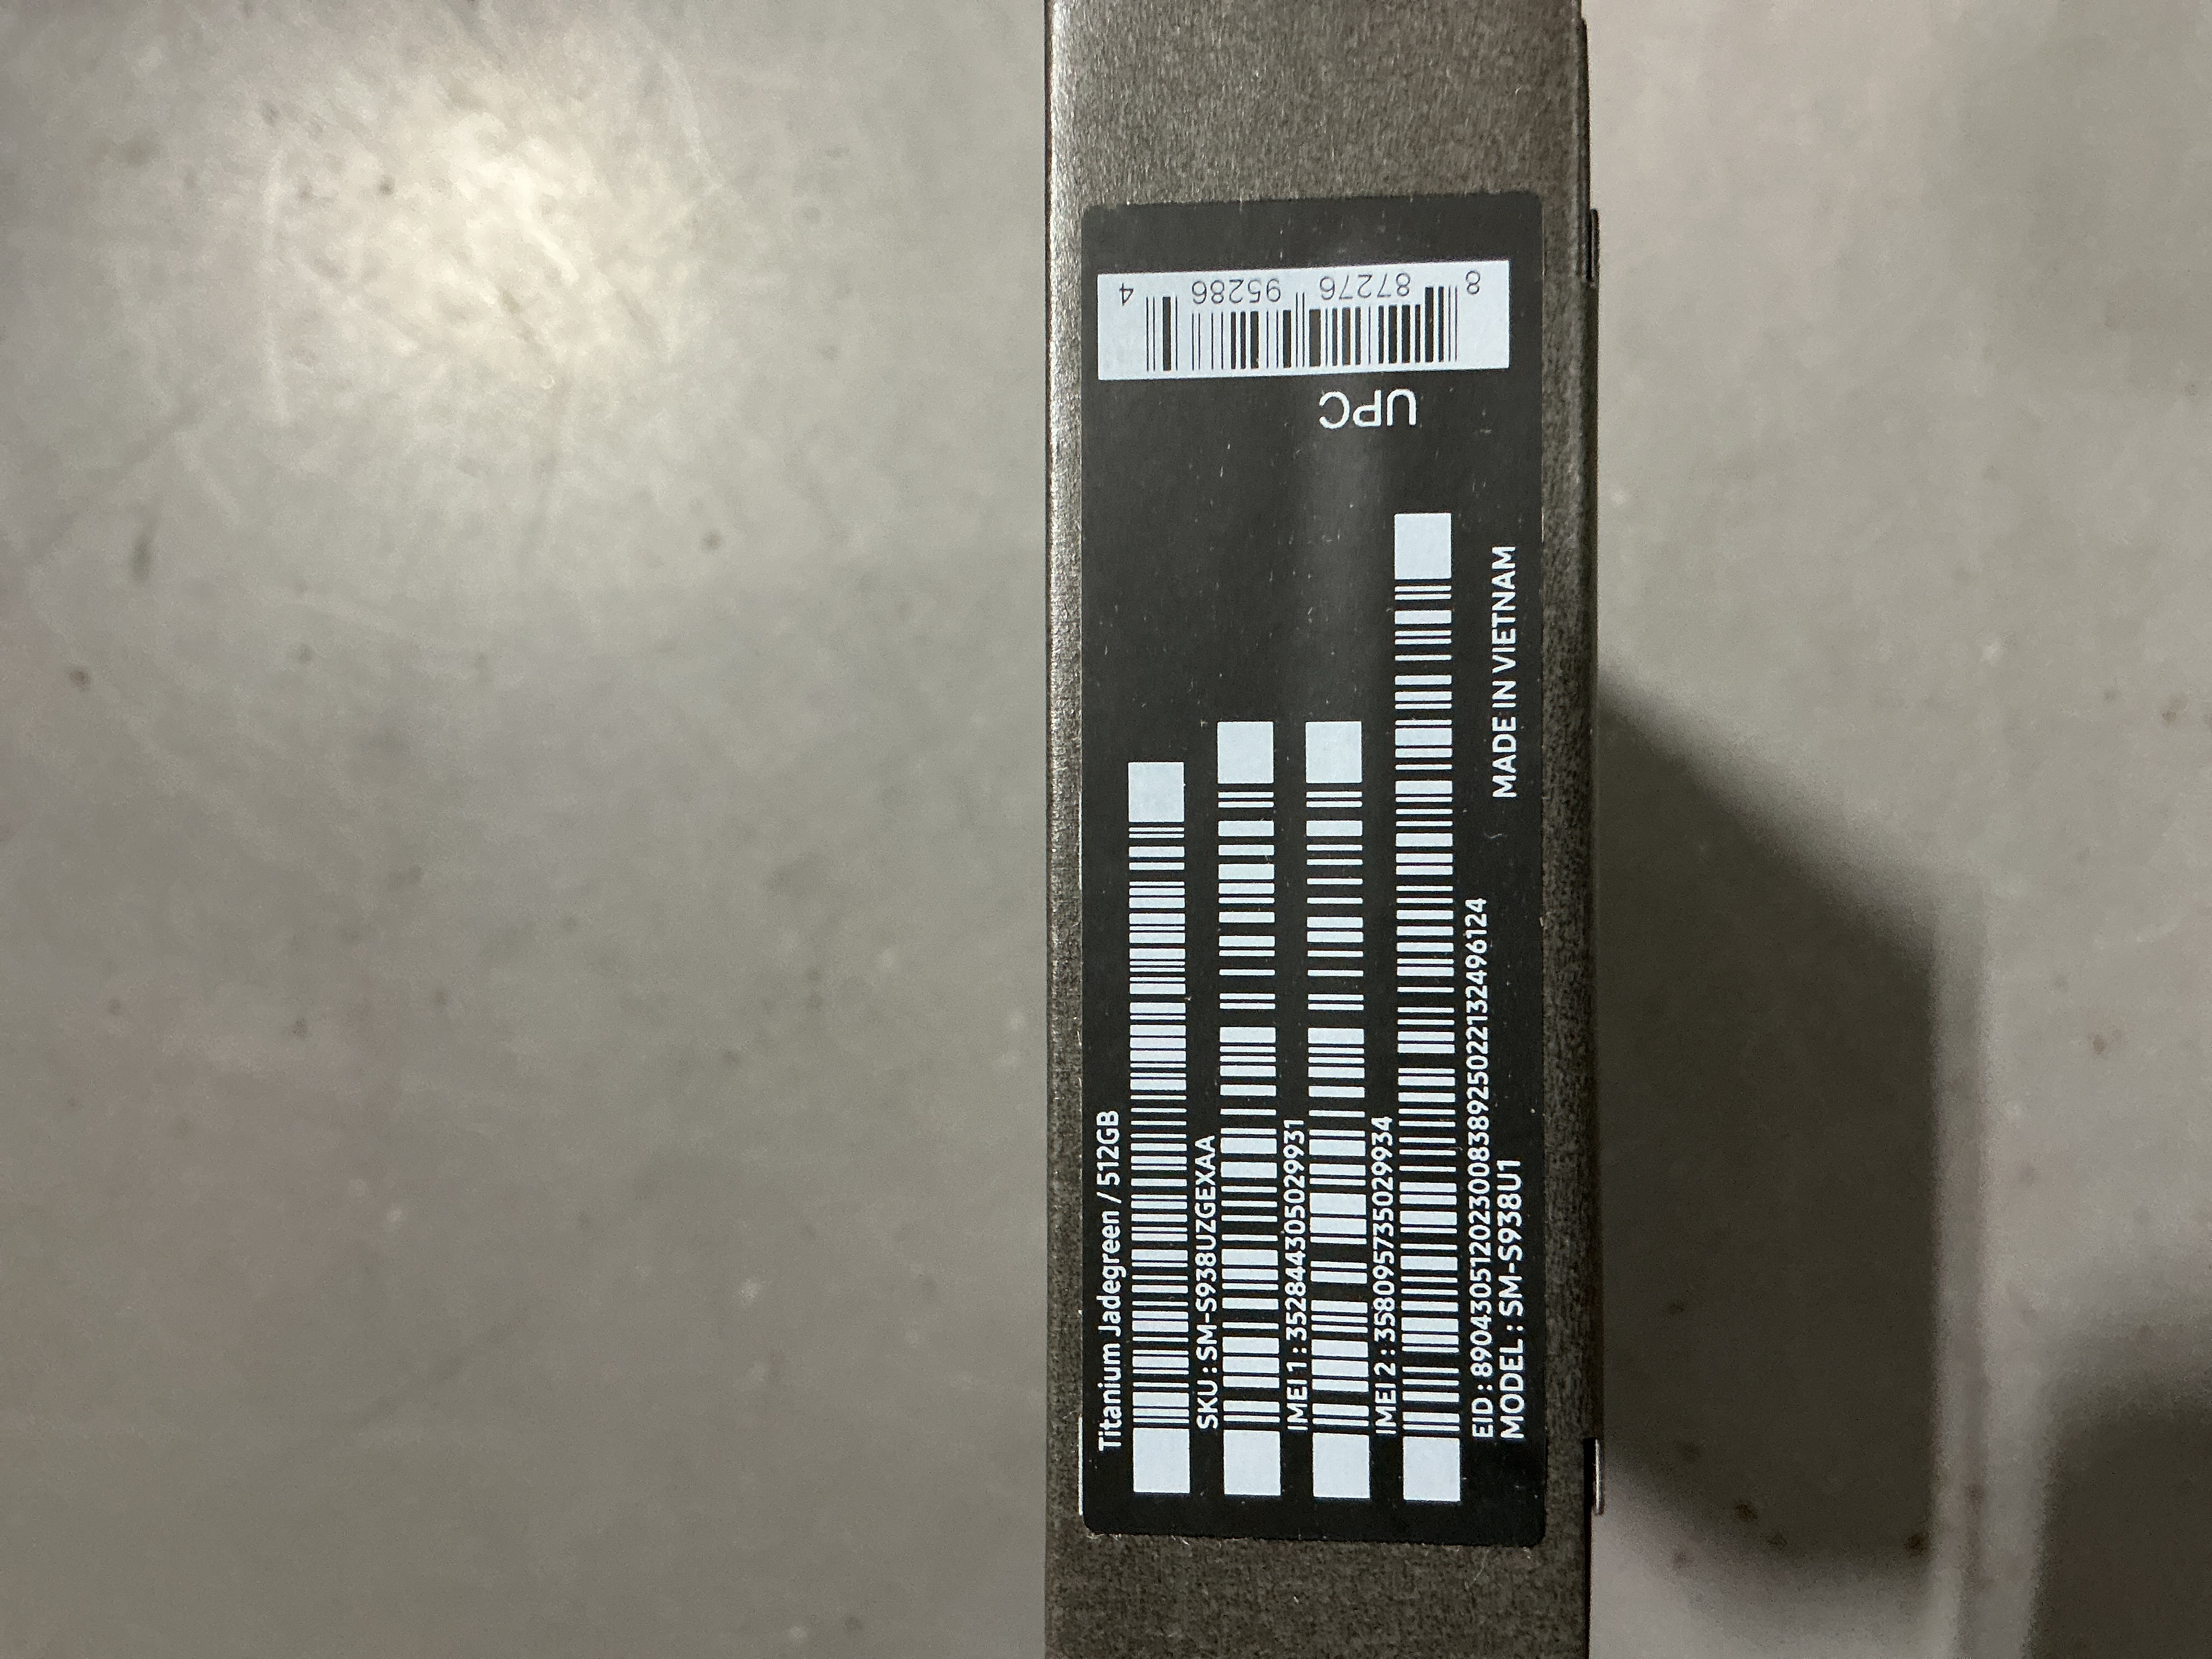 Titanium Jadegreen / 512GB
SKU : SM-S938UZGEXAA
IMEI 1 : 352844305029931
IMEI 2 : 358095735029934
EID : 89043051202300838925022132496124
MODEL : SM-S938U1
MADE IN VIETNAM
UPC
8 87276 95286 4